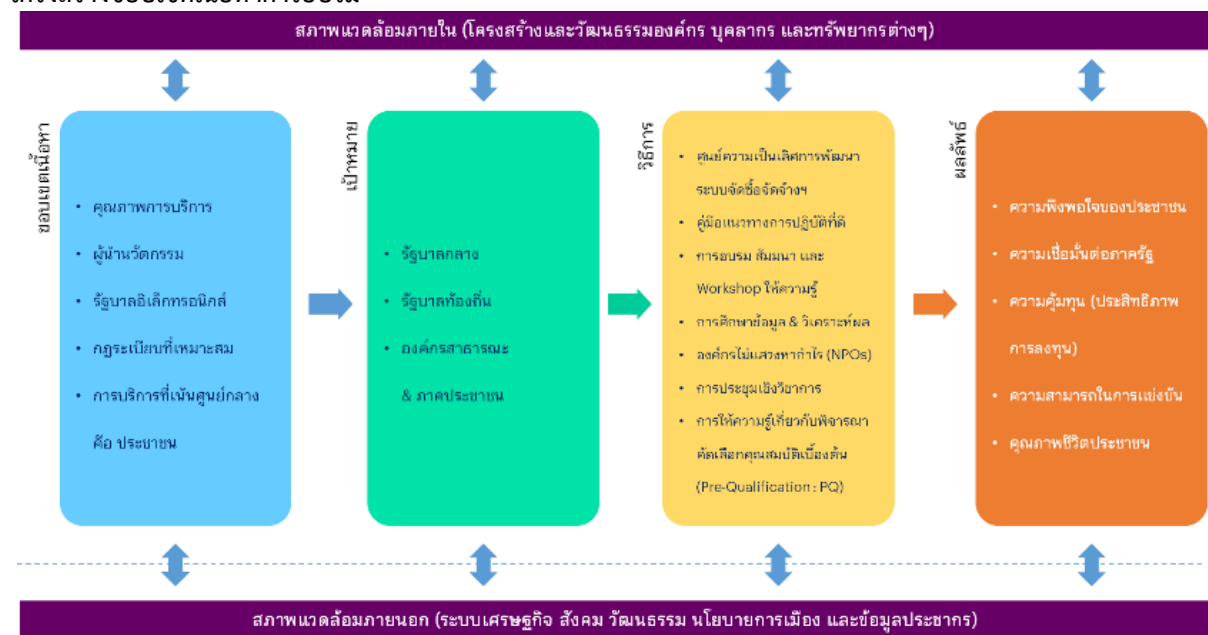 สภาพแวดล้อมภายใน (โครงสร้างและวัฒนธรรมองค์กร บุคลากร และทรัพยากรต่างๆ)
ขอบเขตเนื้อหา
• คุณภาพการบริการ
• ผู้นำนวัตกรรม
• รัฐบาลอิเล็กทรอนิกส์
• กฎระเบียบที่เหมาะสม
• การบริการที่เน้นศูนย์กลาง
คือ ประชาชน
เป้าหมาย
• รัฐบาลกลาง
• รัฐบาลท้องถิ่น
• องค์กรสาธารณะ
& ภาคประชาชน
วิธีการ
• ศูนย์ความเป็นเลิศการพัฒนา
ระบบจัดซื้อจัดจ้างฯ
• คู่มือแนวทางการปฏิบัติที่ดี
• การอบรม สัมมนา และ
Workshop ให้ความรู้
• การศึกษาข้อมูล & วิเคราะห์ผล
• องค์กรไม่แสวงหากำไร (NPOs)
• การประชุมเชิงวิชาการ
• การให้ความรู้เกี่ยวกับพิจารณา
คัดเลือกคุณสมบัติเบื้องต้น
(Pre-Qualification : PQ)
ผลลัพธ์
• ความพึงพอใจของประชาชน
• ความเชื่อมั่นต่อภาครัฐ
• ความคุ้มทุน (ประสิทธิภาพ
การลงทุน)
• ความสามารถในการแข่งขัน
• คุณภาพชีวิตประชาชน
สภาพแวดล้อมภายนอก (ระบบเศรษฐกิจ สังคม วัฒนธรรม นโยบายการเมือง และข้อมูลประชากร)